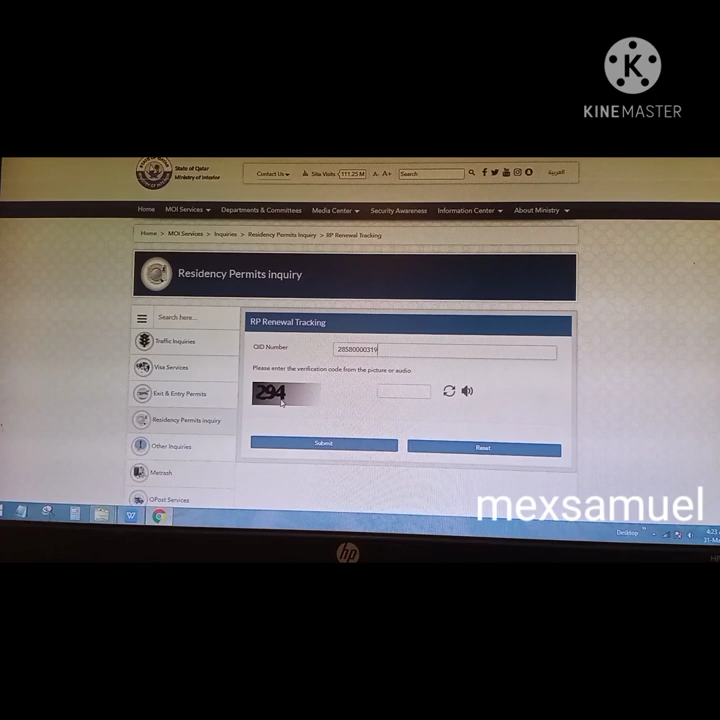 KINEMASTER
State of Qatar
Ministry of Interior
Contact Us
Site Visits 111.25 M
A- A+
Search
العربية
Home MOI Services Departments & Committees Media Center Security Awareness Information Center About Ministry
Home > MOI Services > Inquiries > Residency Permits Inquiry > RP Renewal Tracking
Residency Permits inquiry
Search here...
Traffic Inquiries
Visa Services
Exit & Entry Permits
Residency Permits inquiry
Other Inquiries
Metrash
QPost Services
RP Renewal Tracking
QID Number 28580000319
Please enter the verification code from the picture or audio
294
Submit Reset
mexsamuel
Desktop
hp